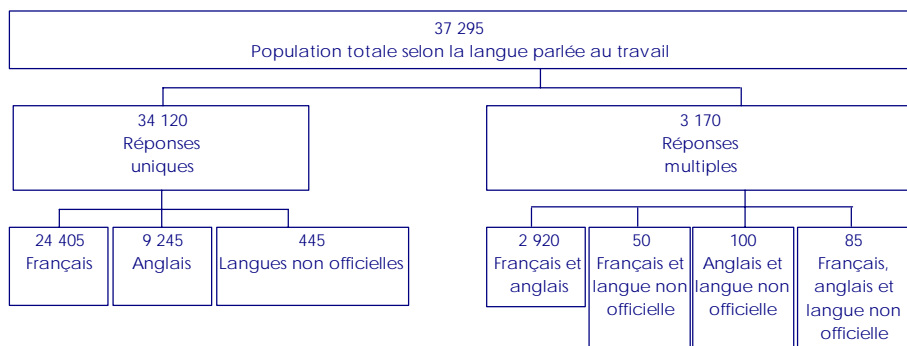 37 295
Population totale selon la langue parlée au travail
34 120
Réponses
uniques
3 170
Réponses
multiples
24 405
Français
9 245
Anglais
445
Langues non officielles
2 920
Français et
anglais
50
Français et
langue non
officielle
100
Anglais et
langue non
officielle
85
Français,
anglais et
langue non
officielle